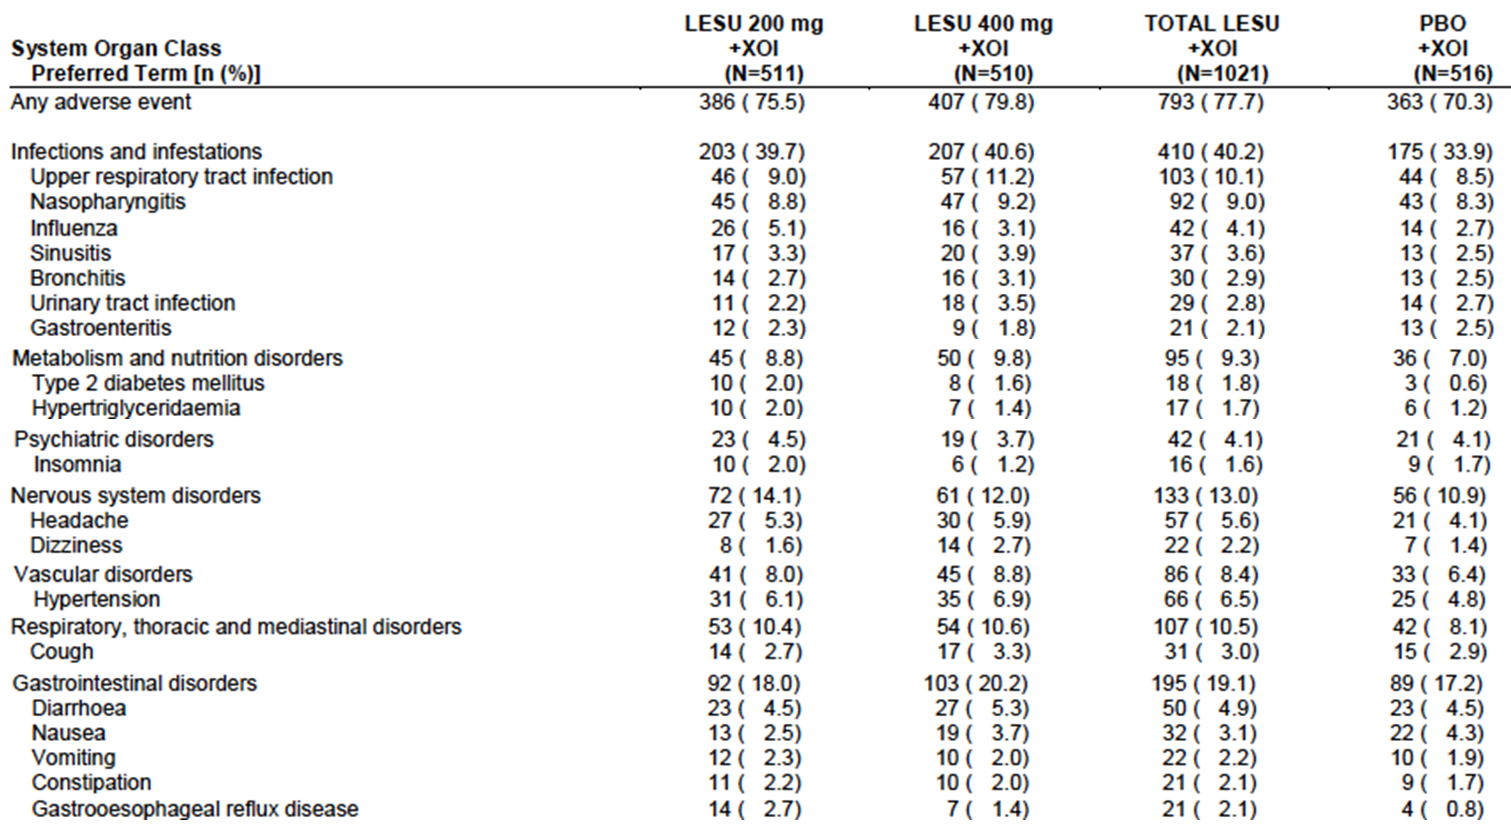 LESU 200 mg LESU 400 mg TOTAL LESU PBO
System Organ Class +XOI +XOI +XOI +XOI
Preferred Term [n (%)] (N=511) (N=510) (N=1021) (N=516)
Any adverse event 386 ( 75.5) 407 ( 79.8) 793 ( 77.7) 363 ( 70.3)
Infections and infestations 203 ( 39.7) 207 ( 40.6) 410 ( 40.2) 175 ( 33.9)
Upper respiratory tract infection 46 ( 9.0) 57 ( 11.2) 103 ( 10.1) 44 ( 8.5)
Nasopharyngitis 45 ( 8.8) 47 ( 9.2) 92 ( 9.0) 43 ( 8.3)
Influenza 26 ( 5.1) 16 ( 3.1) 42 ( 4.1) 14 ( 2.7)
Sinusitis 17 ( 3.3) 20 ( 3.9) 37 ( 3.6) 13 ( 2.5)
Bronchitis 14 ( 2.7) 16 ( 3.1) 30 ( 2.9) 13 ( 2.5)
Urinary tract infection 11 ( 2.2) 18 ( 3.5) 29 ( 2.8) 14 ( 2.7)
Gastroenteritis 12 ( 2.3) 9 ( 1.8) 21 ( 2.1) 13 ( 2.5)
Metabolism and nutrition disorders 45 ( 8.8) 50 ( 9.8) 95 ( 9.3) 36 ( 7.0)
Type 2 diabetes mellitus 10 ( 2.0) 8 ( 1.6) 18 ( 1.8) 3 ( 0.6)
Hypertriglyceridaemia 10 ( 2.0) 7 ( 1.4) 17 ( 1.7) 6 ( 1.2)
Psychiatric disorders 23 ( 4.5) 19 ( 3.7) 42 ( 4.1) 21 ( 4.1)
Insomnia 10 ( 2.0) 6 ( 1.2) 16 ( 1.6) 9 ( 1.7)
Nervous system disorders 72 ( 14.1) 61 ( 12.0) 133 ( 13.0) 56 ( 10.9)
Headache 27 ( 5.3) 30 ( 5.9) 57 ( 5.6) 21 ( 4.1)
Dizziness 8 ( 1.6) 14 ( 2.7) 22 ( 2.2) 7 ( 1.4)
Vascular disorders 41 ( 8.0) 45 ( 8.8) 86 ( 8.4) 33 ( 6.4)
Hypertension 31 ( 6.1) 35 ( 6.9) 66 ( 6.5) 25 ( 4.8)
Respiratory, thoracic and mediastinal disorders 53 ( 10.4) 54 ( 10.6) 107 ( 10.5) 42 ( 8.1)
Cough 14 ( 2.7) 17 ( 3.3) 31 ( 3.0) 15 ( 2.9)
Gastrointestinal disorders 92 ( 18.0) 103 ( 20.2) 195 ( 19.1) 89 ( 17.2)
Diarrhoea 23 ( 4.5) 27 ( 5.3) 50 ( 4.9) 23 ( 4.5)
Nausea 13 ( 2.5) 19 ( 3.7) 32 ( 3.1) 22 ( 4.3)
Vomiting 12 ( 2.3) 10 ( 2.0) 22 ( 2.2) 10 ( 1.9)
Constipation 11 ( 2.2) 10 ( 2.0) 21 ( 2.1) 9 ( 1.7)
Gastrooesophageal reflux disease 14 ( 2.7) 7 ( 1.4) 21 ( 2.1) 4 ( 0.8)